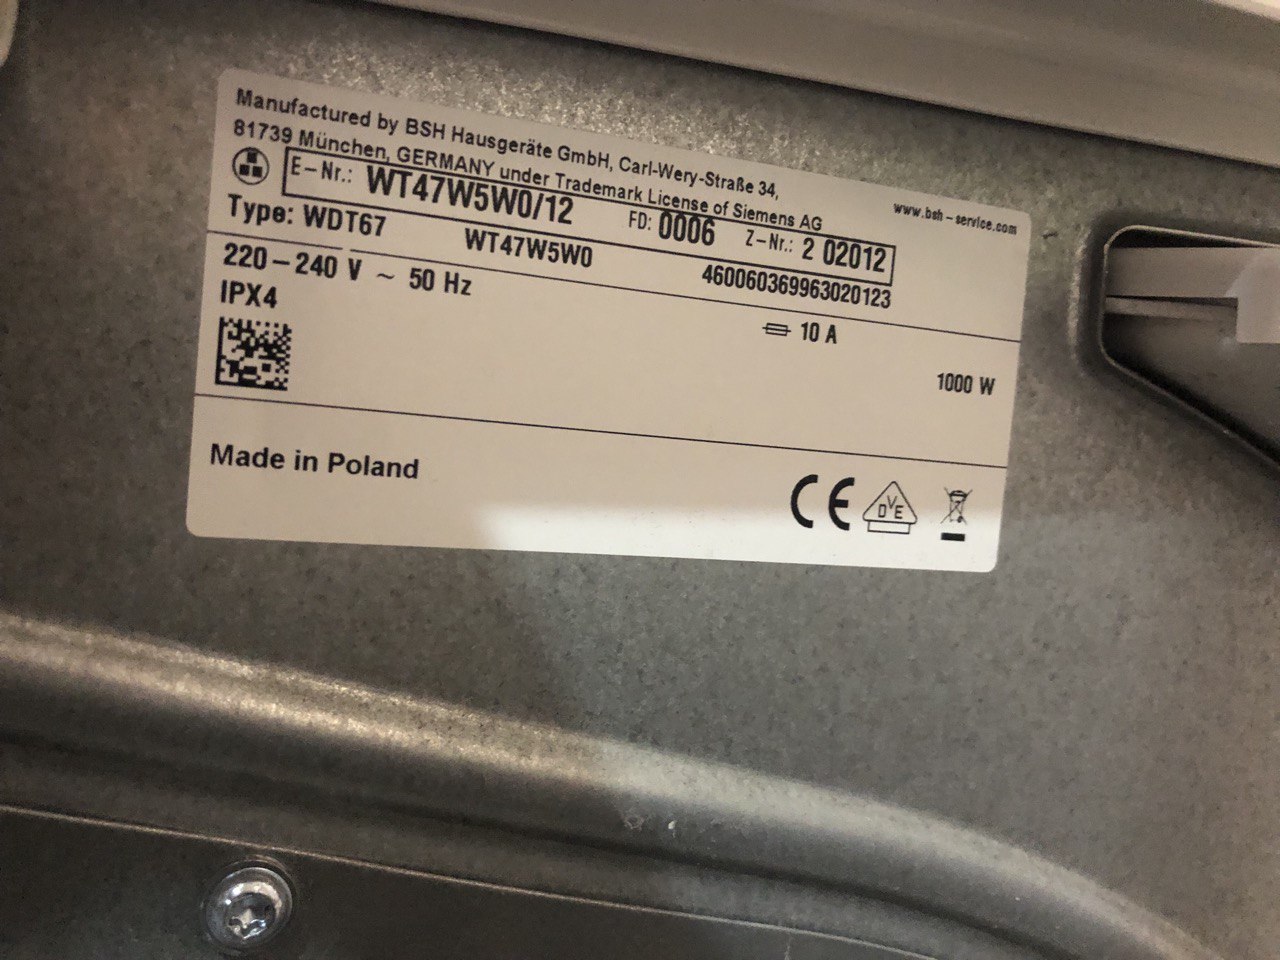 Manufactured by BSH Hausgeräte GmbH, Carl-Wery-Straße 34,
81739 München, GERMANY under Trademark License of Siemens AG
www.bsh-service.com
E-Nr.: WT47W5W0/12 FD: 0006 Z-Nr.: 2 02012
Type: WDT67 WT47W5W0 460060369963020123
220-240 V ~ 50 Hz 10 A
IPX4 1000 W
Made in Poland CE DVE